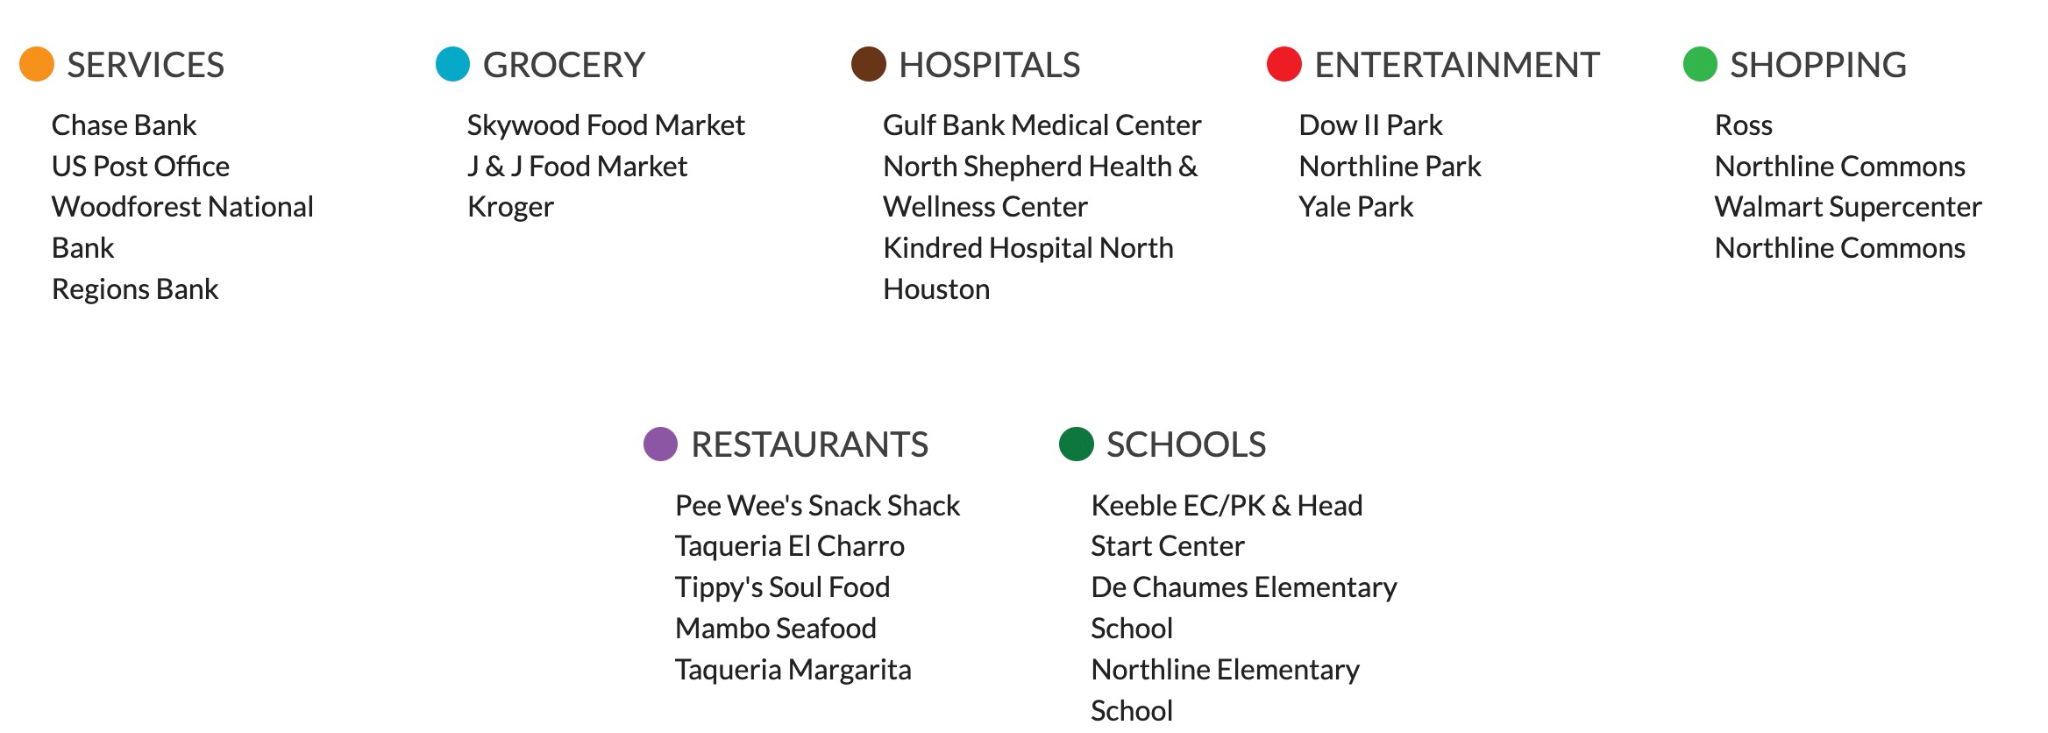 SERVICES
Chase Bank
US Post Office
Woodforest National
Bank
Regions Bank
GROCERY
Skywood Food Market
J & J Food Market
Kroger
HOSPITALS
Gulf Bank Medical Center
North Shepherd Health &
Wellness Center
Kindred Hospital North
Houston
ENTERTAINMENT
Dow II Park
Northline Park
Yale Park
SHOPPING
Ross
Northline Commons
Walmart Supercenter
Northline Commons
RESTAURANTS
Pee Wee's Snack Shack
Taqueria El Charro
Tippy's Soul Food
Mambo Seafood
Taqueria Margarita
SCHOOLS
Keeble EC/PK & Head
Start Center
De Chaumes Elementary
School
Northline Elementary
School